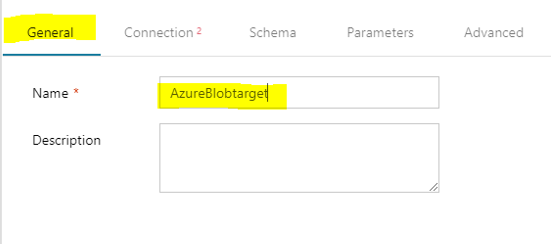 General Connection 2 Schema Parameters Advanced
Name * AzureBlobtarget
Description